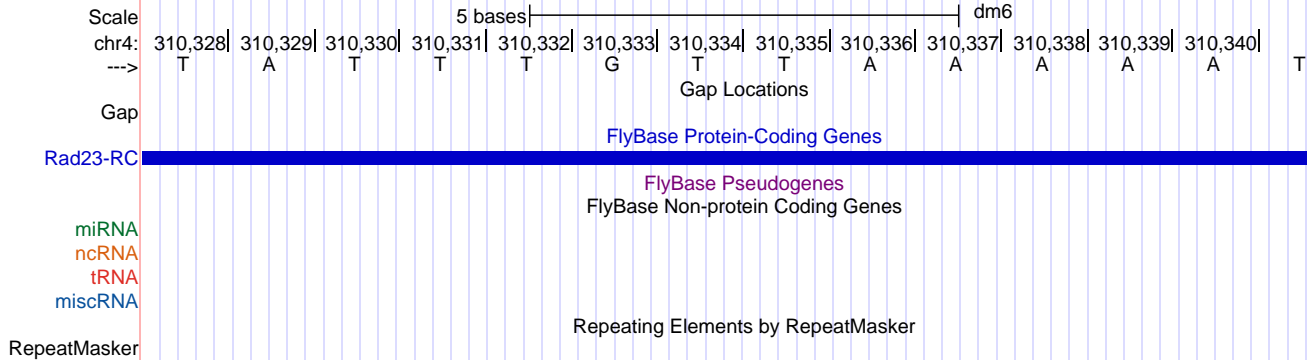 Scale 5 bases dm6
chr4: 310,328 310,329 310,330 310,331 310,332 310,333 310,334 310,335 310,336 310,337 310,338 310,339 310,340
---> T A T T T G T T A A A A A T
Gap Locations
Gap
FlyBase Protein-Coding Genes
Rad23-RC
FlyBase Pseudogenes
FlyBase Non-protein Coding Genes
miRNA
ncRNA
tRNA
miscRNA
Repeating Elements by RepeatMasker
RepeatMasker